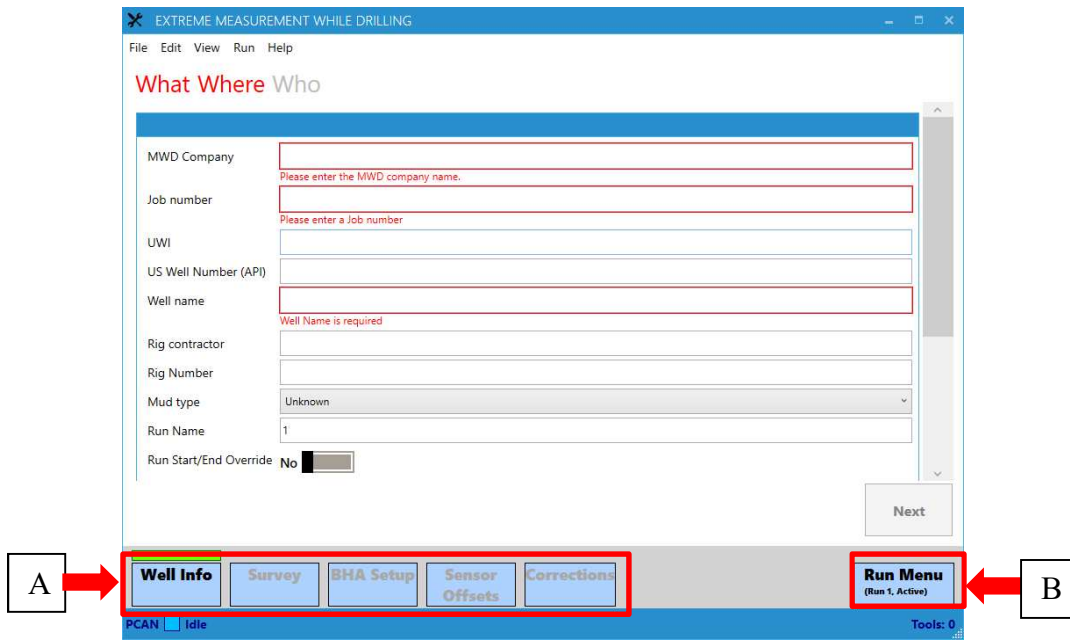 EXTREME MEASUREMENT WHILE DRILLING
File Edit View Run Help
What Where Who
MWD Company
Please enter the MWD company name.
Job number
Please enter a Job number
UWI
US Well Number (API)
Well name
Well Name is required
Rig contractor
Rig Number
Mud type Unknown
Run Name 1
Run Start/End Override No
Next
A
Well Info Survey BHA Setup Sensor Offsets Corrections
Run Menu
(Run 1, Active)
B
PCAN Idle Tools: 0